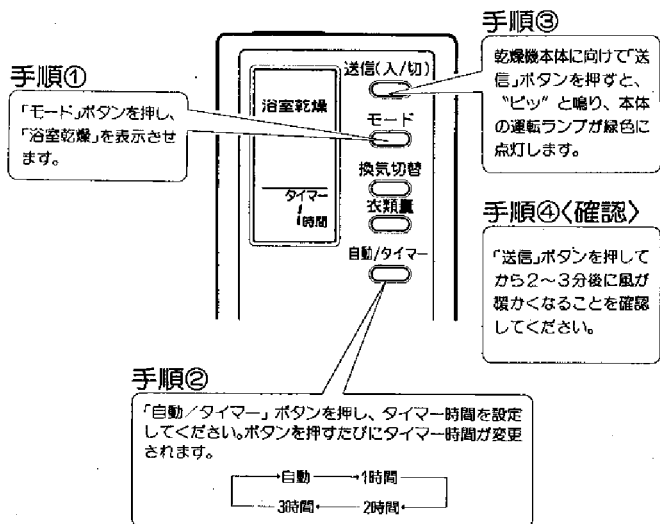 手順①
「モード」ボタンを押し、
「浴室乾燥」を表示させ
ます。
送信(入/切)
浴室乾燥
モード
換気切替
衣類量
タイマー
1時間
自動/タイマー
手順③
乾燥機本体に向けて「送
信」ボタンを押すと、
“ピッ”と鳴り、本体
の運転ランプが緑色に
点灯します。
手順④〈確認〉
「送信」ボタンを押して
から2〜3分後に風が
暖かくなることを確認
してください。
手順②
「自動/タイマー」ボタンを押し、タイマー時間を設定
してください。ボタンを押すたびにタイマー時間が変更
されます。
自動→1時間
3時間←2時間